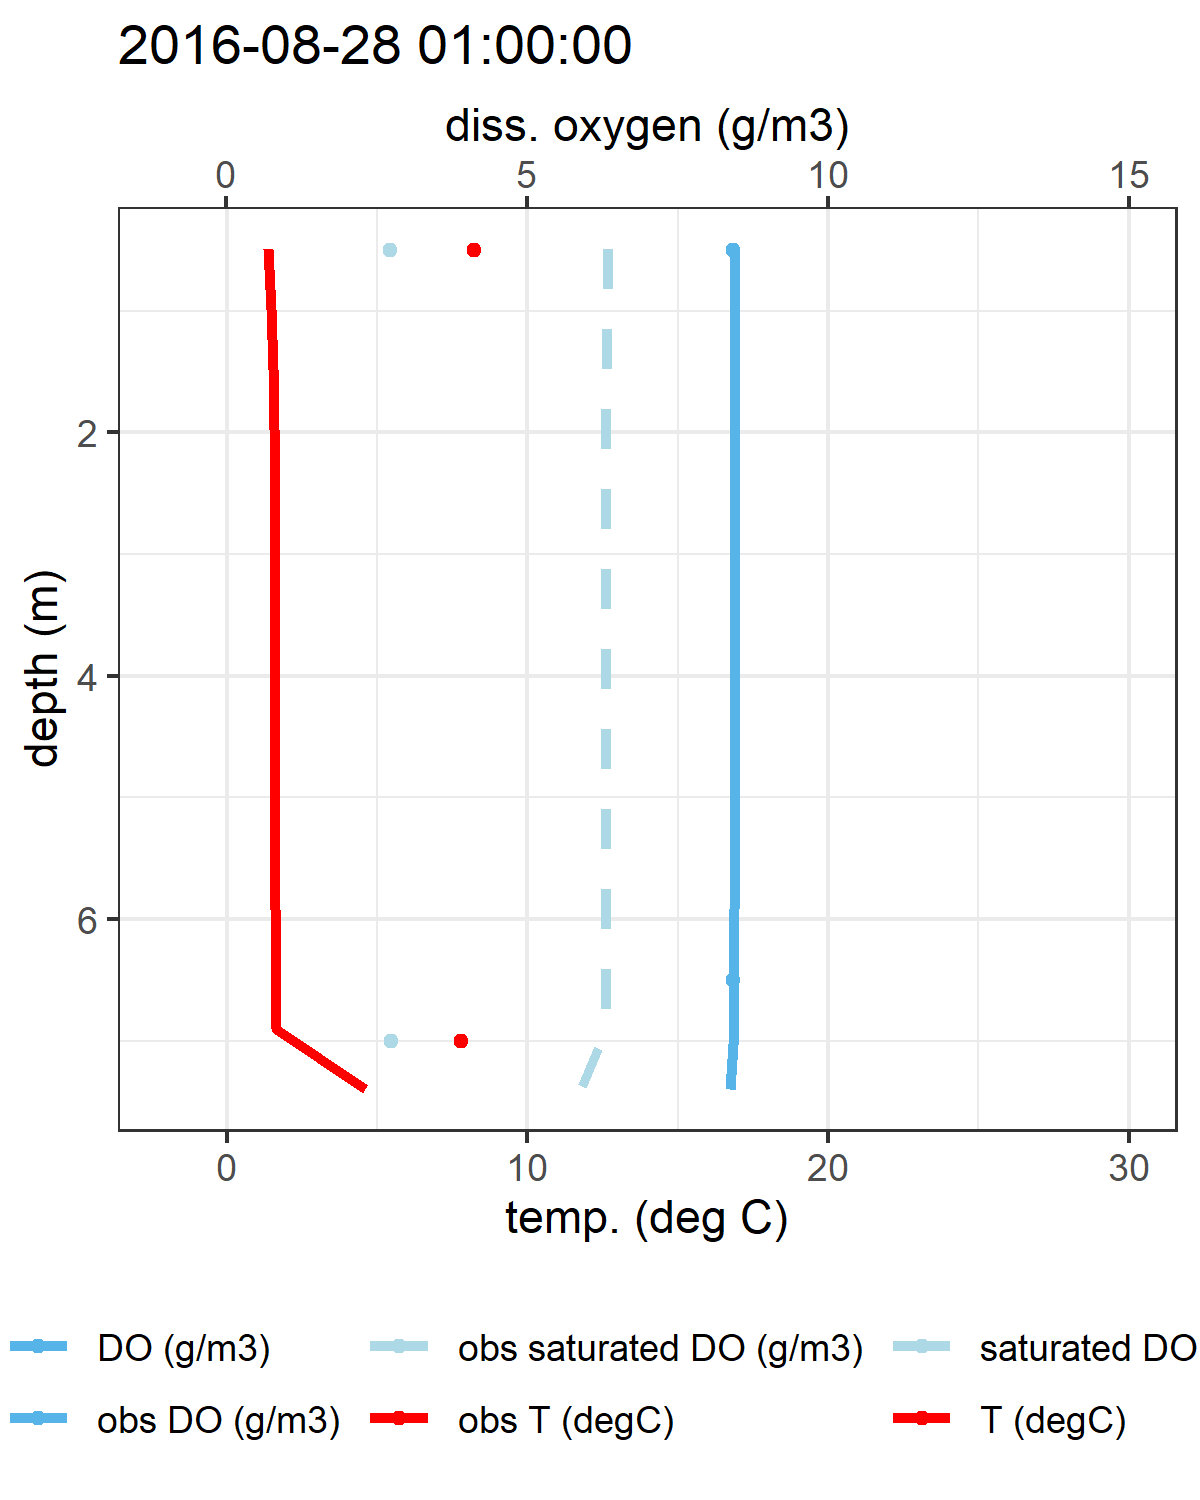 2016-08-28 01:00:00
diss. oxygen (g/m3)
0 5 10 15
2
4
6
depth (m)
0 10 20 30
temp. (deg C)
DO (g/m3) obs saturated DO (g/m3) saturated DO
obs DO (g/m3) obs T (degC) T (degC)